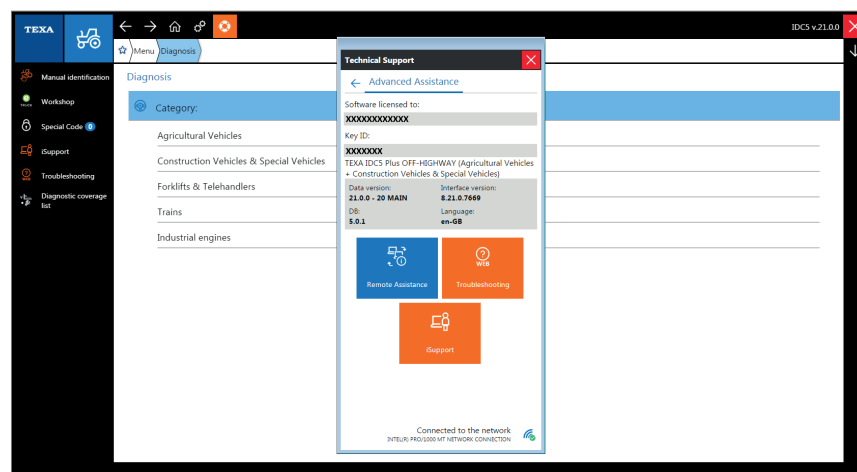 TEXA
IDC5 v.21.0.0
Menu
Diagnosis
Manual identification
Workshop
Special Code 0
iSupport
Troubleshooting
Diagnostic coverage
list
Diagnosis
Category:
Agricultural Vehicles
Construction Vehicles & Special Vehicles
Forklifts & Telehandlers
Trains
Industrial engines
Technical Support
Advanced Assistance
Software licensed to:
XXXXXXXXXXXX
Key ID:
XXXXXXX
TEXA IDC5 Plus OFF-HIGHWAY (Agricultural Vehicles
+ Construction Vehicles & Special Vehicles)
Data version:
21.0.0 - 20 MAIN
Interface version:
8.21.0.7669
DB:
5.0.1
Language:
en-GB
Remote Assistance
WEB
Troubleshooting
iSupport
Connected to the network
INTEL(R) PRO/1000 MT NETWORK CONNECTION